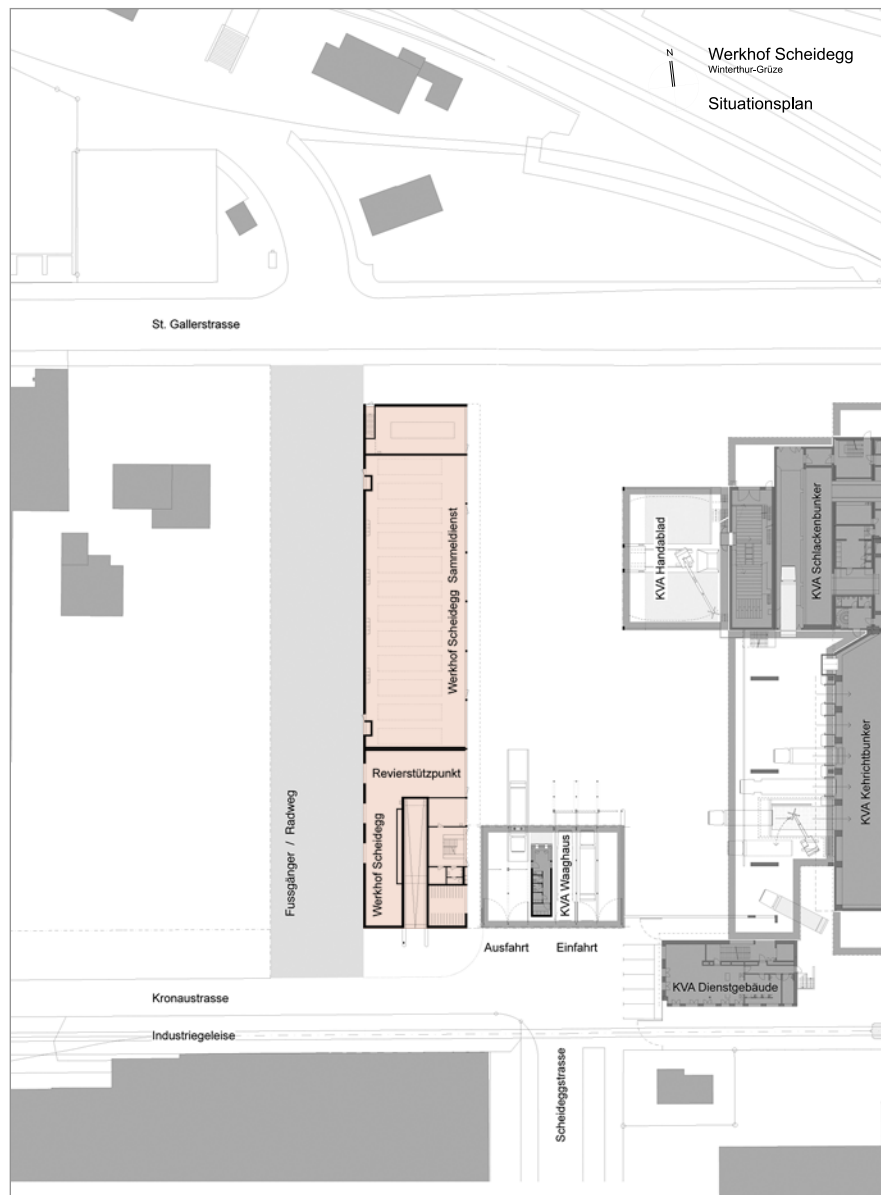 N
Werkhof Scheidegg
Winterthur-Grüze
Situationsplan
St. Gallerstrasse
Werkhof Scheidegg Sammeldienst
KVA Handablad
KVA Schlackenbunker
KVA Kehrichtbunker
Revierstützpunkt
Werkhof Scheidegg
Fussgänger / Radweg
KVA Waaghaus
Ausfahrt
Einfahrt
KVA Dienstgebäude
Kronaustrasse
Industriegeleise
Scheideggstrasse